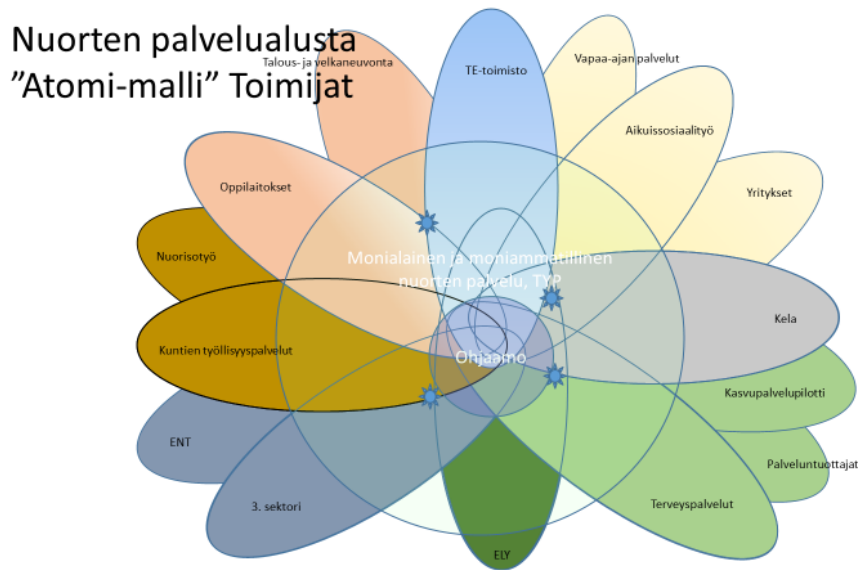 Nuorten palvelualusta
”Atomi-malli” Toimijat
Talous- ja velkaneuvonta
TE-toimisto
Vapaa-ajan palvelut
Aikuissosiaalityö
Oppilaitokset
Yritykset
Nuorisotyö
Monialainen ja moniammatillinen
nuorten palvelu, TYP
Kela
Kuntien työllisyyspalvelut
Ohjaamo
Kasvupalvelupilotti
ENT
Palveluntuottajat
3. sektori
Terveyspalvelut
ELY